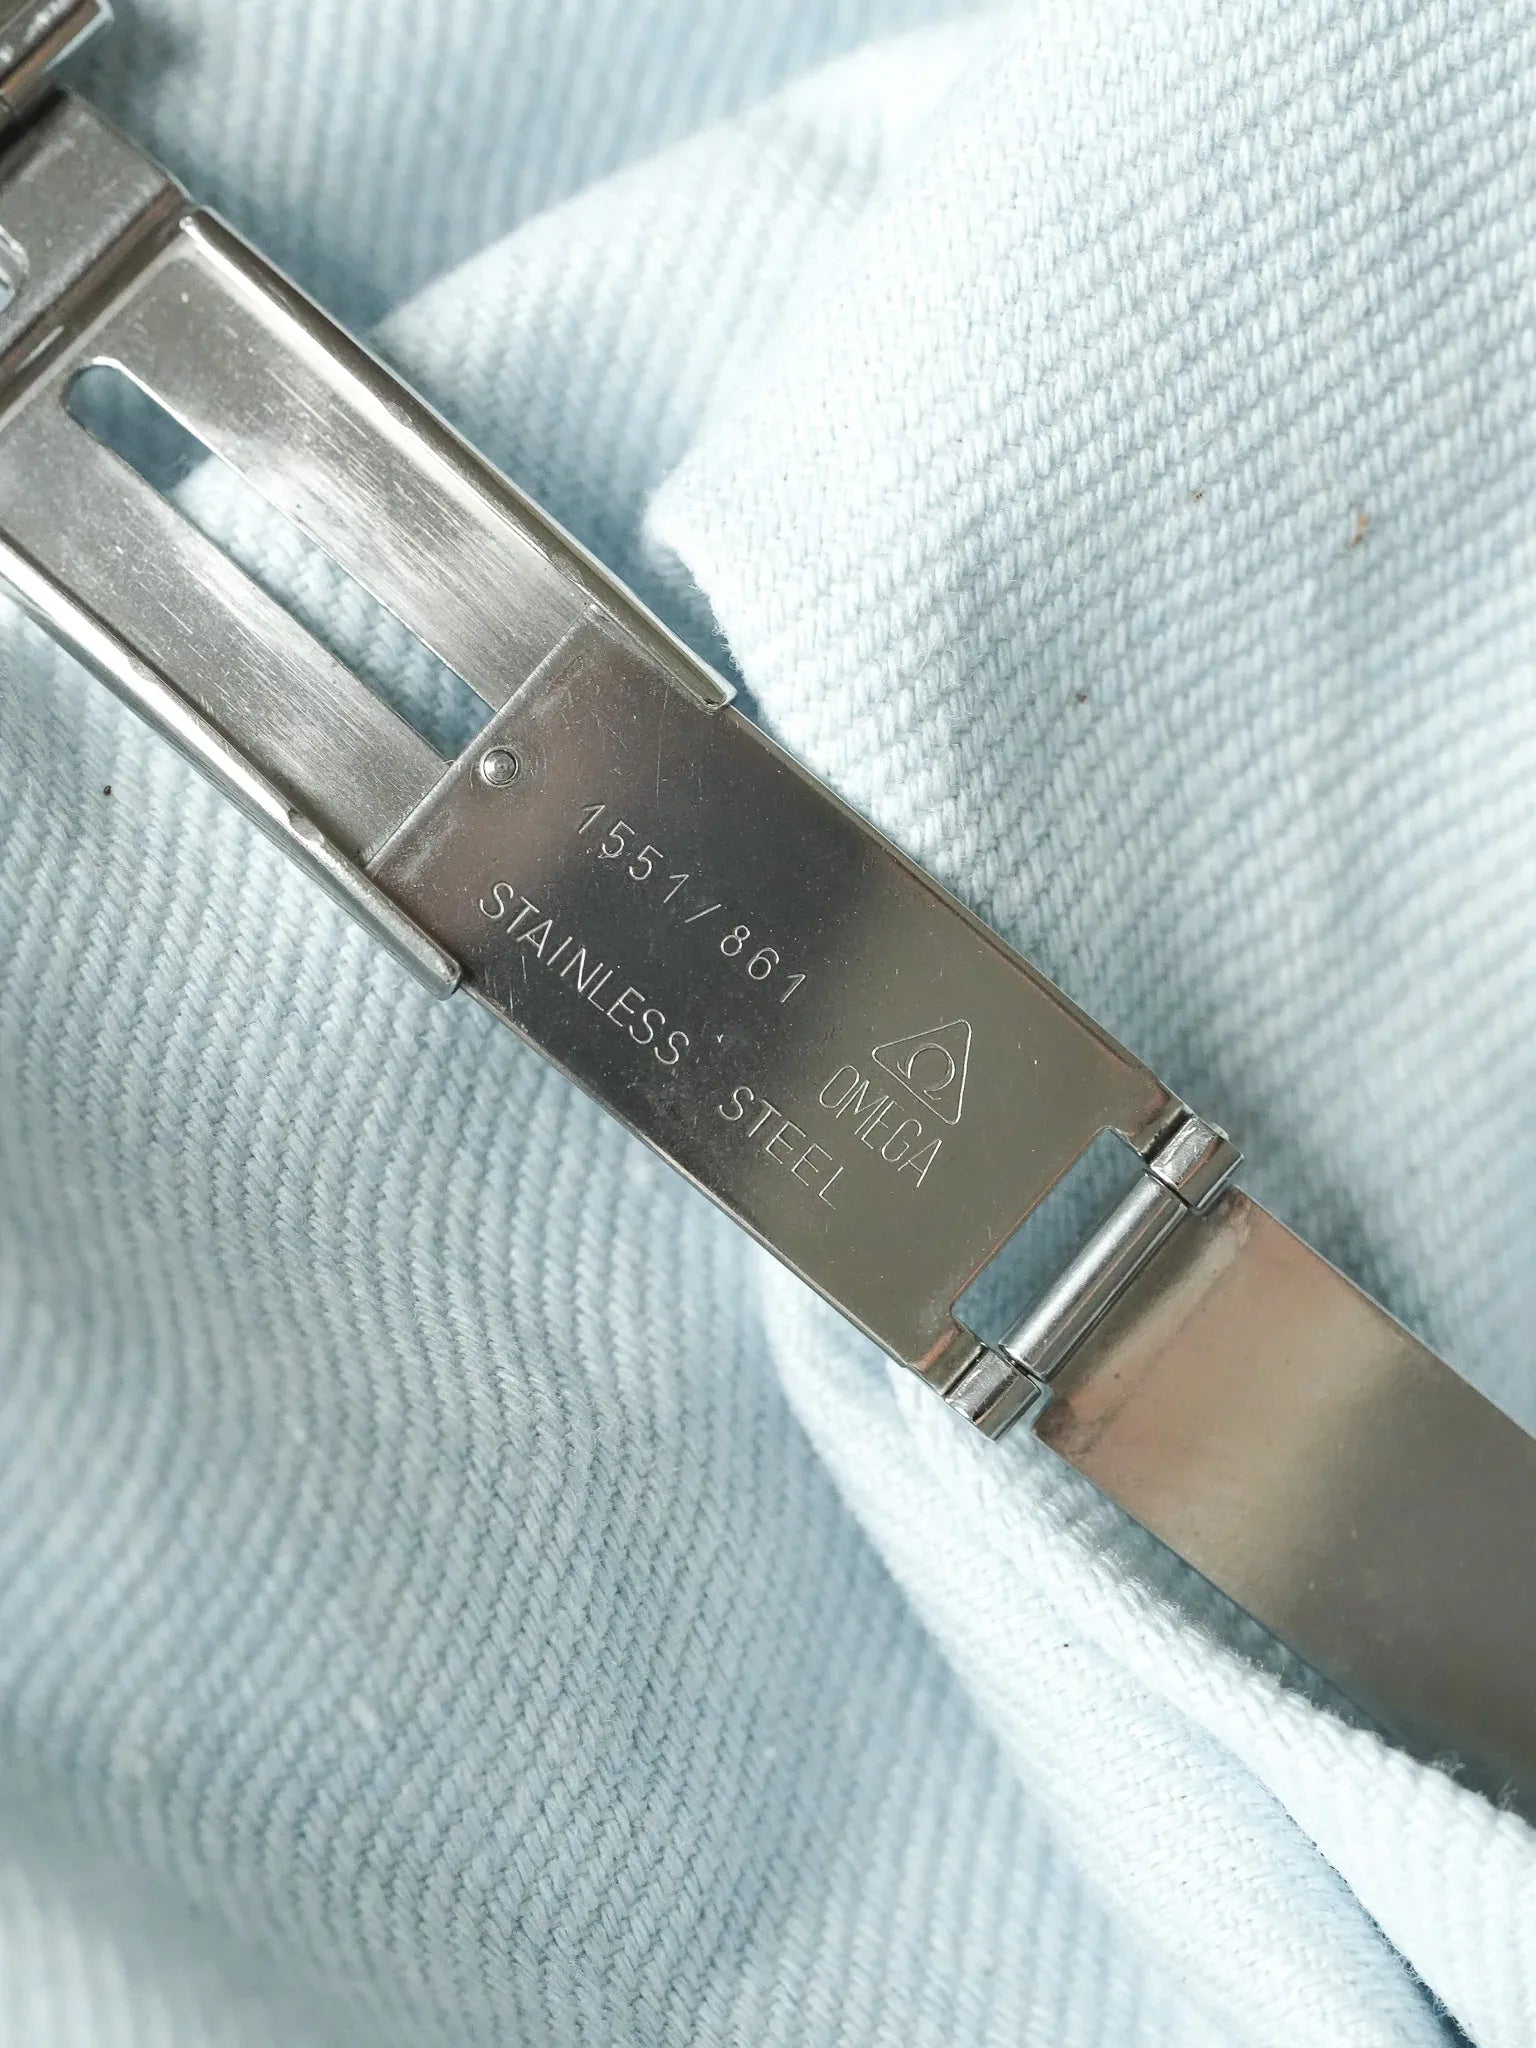 1551/861
STAINLESS STEEL
Ω
OMEGA